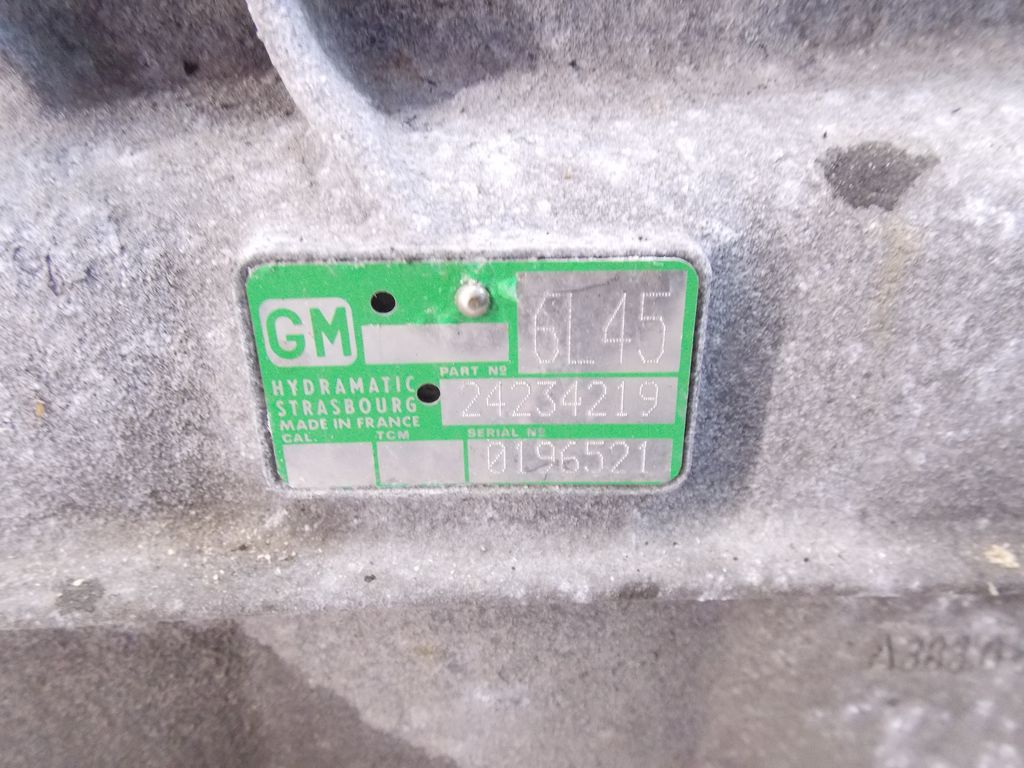 GM
6L45
PART Nº
HYDRAMATIC
STRASBOURG
24234219
MADE IN FRANCE
CAL. TCM SERIAL Nº
0196521